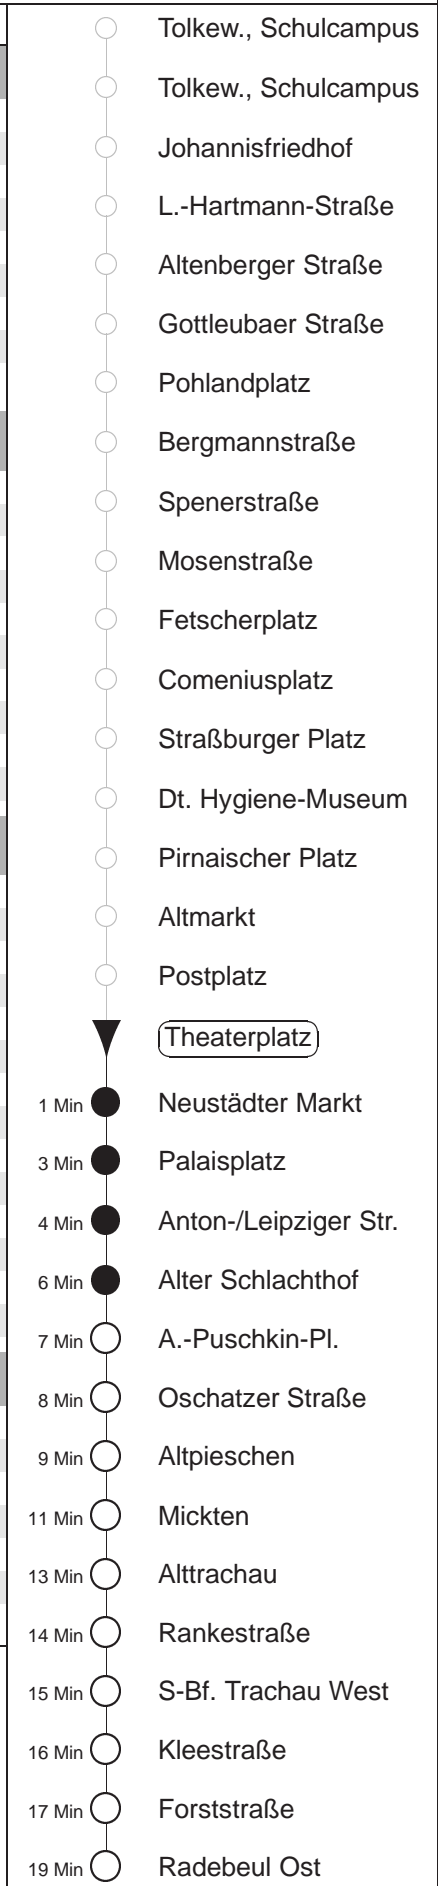 Tolkew., Schulcampus
Tolkew., Schulcampus
Johannisfriedhof
L.-Hartmann-Straße
Altenberger Straße
Gottleubaer Straße
Pohlandplatz
Bergmannstraße
Spenerstraße
Mosenstraße
Fetscherplatz
Comeniusplatz
Straßburger Platz
Dt. Hygiene-Museum
Pirnaischer Platz
Altmarkt
Postplatz
Theaterplatz
1 Min Neustädter Markt
3 Min Palaisplatz
4 Min Anton-/Leipziger Str.
6 Min Alter Schlachthof
7 Min A.-Puschkin-Pl.
8 Min Oschatzer Straße
9 Min Altpieschen
11 Min Mickten
13 Min Alttrachau
14 Min Rankestraße
15 Min S-Bf. Trachau West
16 Min Kleestraße
17 Min Forststraße
19 Min Radebeul Ost